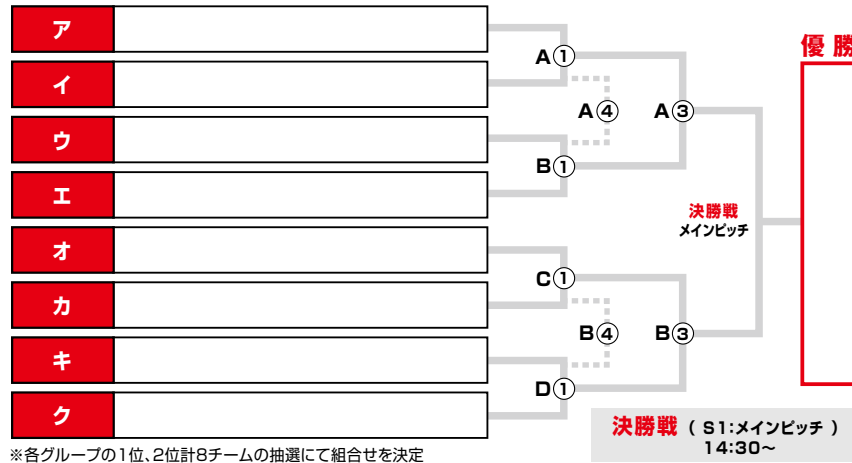 ア
イ
ウ
エ
オ
カ
キ
ク
A①
A④
B①
A③
C①
B④
D①
B③
決勝戦
メインピッチ
優 勝
決勝戦 ( S1:メインピッチ )
14:30~
※各グループの1位、2位計8チームの抽選にて組合せを決定